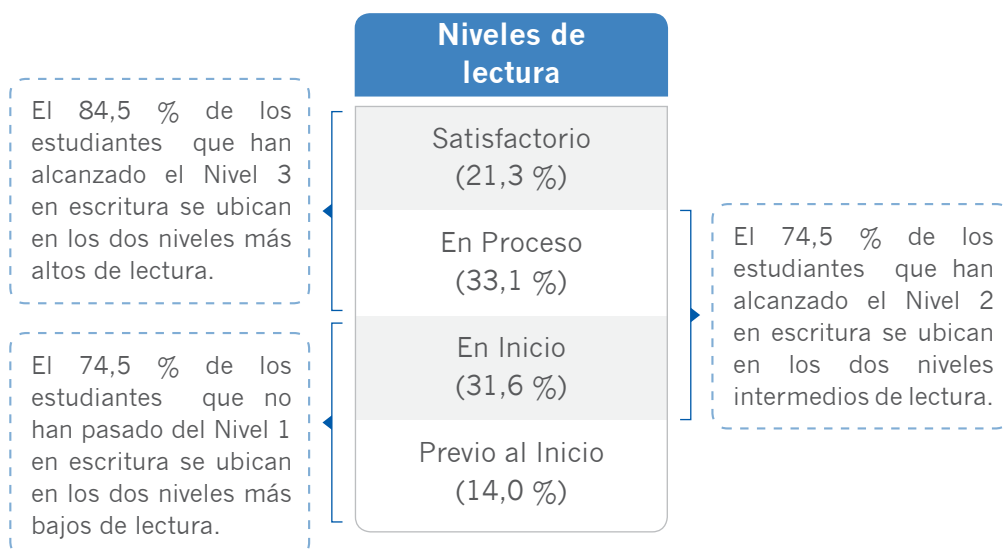 Niveles de
lectura
El 84,5 % de los
estudiantes que han
alcanzado el Nivel 3
en escritura se ubican
en los dos niveles más
altos de lectura.
Satisfactorio
(21,3 %)
En Proceso
(33,1 %)
En Inicio
(31,6 %)
Previo al Inicio
(14,0 %)
El 74,5 % de los
estudiantes que han
alcanzado el Nivel 2
en escritura se ubican
en los dos niveles
intermedios de lectura.
El 74,5 % de los
estudiantes que no
han pasado del Nivel 1
en escritura se ubican
en los dos niveles más
bajos de lectura.